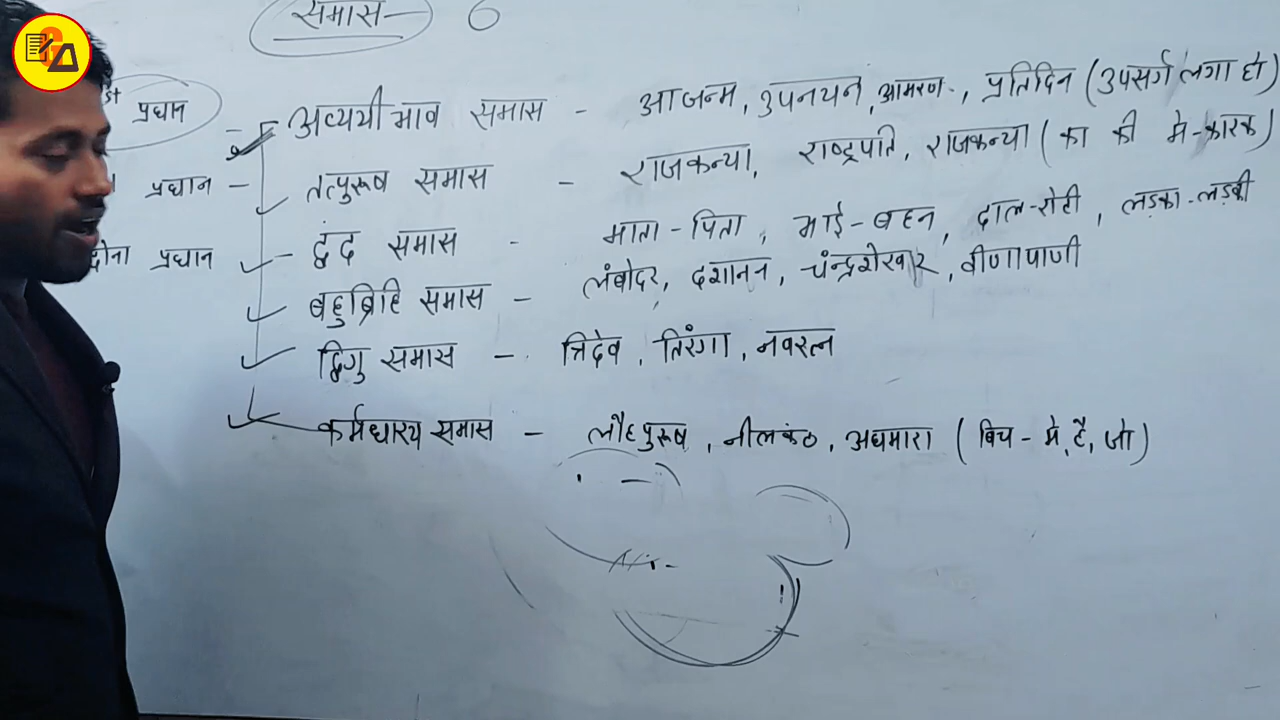 समास - 6
st प्रधान - अव्ययी भाव समास - आजन्म, उपनयन, आमरण, प्रतिदिन (उपसर्ग लगा हो)
प्रधान - तत्पुरूष समास - राजकन्या, राष्ट्रपति, राजकन्या (का की मे-कारक)
दोना प्रधान - द्वंद समास - माता-पिता, भाई-बहन, दाल-रोटी, लड़का-लड़की
बहुब्रिहि समास - लंबोदर, दशानन, चंन्द्रशेखर, वीणापाणी
द्विगु समास - त्रिदेव, तिरंगा, नवरत्न
कर्मधारय समास - लौहपुरूष, नीलकंठ, अधमारा (बिच - मे, है, जो)